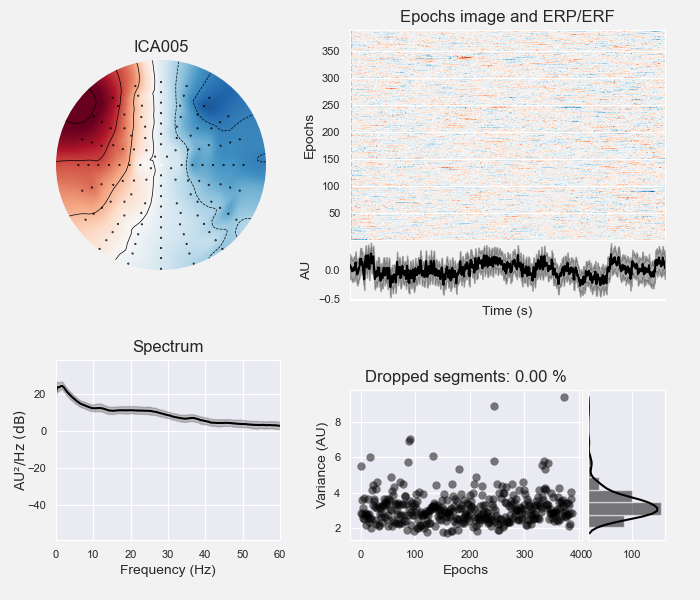 ICA005
Epochs image and ERP/ERF
Epochs
350
300
250
200
150
100
50
AU
0.0
−0.5
Time (s)
Spectrum
AU²/Hz (dB)
20
0
−20
−40
0 10 20 30 40 50 60
Frequency (Hz)
Dropped segments: 0.00 %
Variance (AU)
8
6
4
2
0 100 200 300 400
Epochs
100